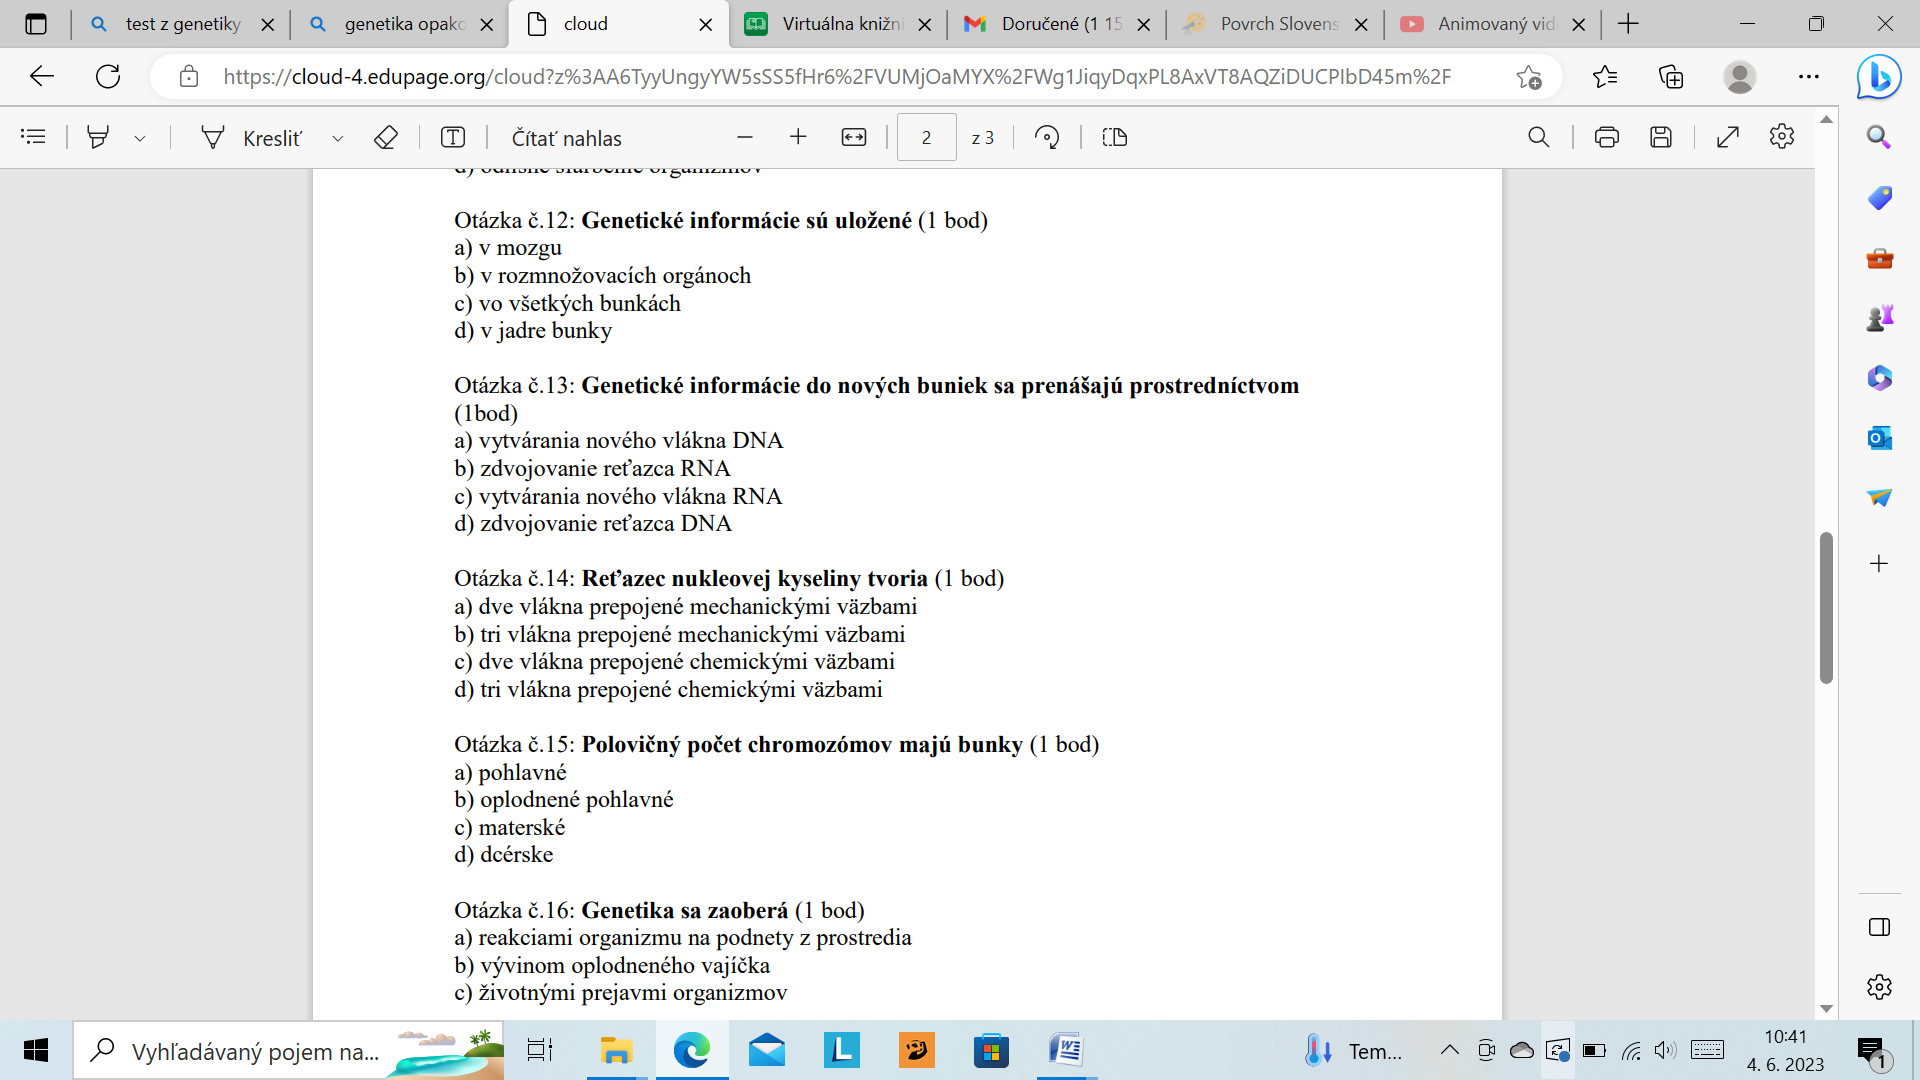 test z genetiky
genetika opako
cloud
Virtuálna knižni
Doručené (1 15
Povrch Slovens
Animovaný vid
https://cloud-4.edupage.org/cloud?z%3AA6TyyUngyYW5sSS5fHr6%2FVUMjOaMYX%2FWg1JiqyDqxPL8AxVT8AQZiDUCPIbD45m%2F
Kresliť
Čítať nahlas
2
z 3
d) odlišné sfarbenie organizmov
Otázka č.12: Genetické informácie sú uložené (1 bod)
a) v mozgu
b) v rozmnožovacích orgánoch
c) vo všetkých bunkách
d) v jadre bunky
Otázka č.13: Genetické informácie do nových buniek sa prenášajú prostredníctvom
(1bod)
a) vytvárania nového vlákna DNA
b) zdvojovanie reťazca RNA
c) vytvárania nového vlákna RNA
d) zdvojovanie reťazca DNA
Otázka č.14: Reťazec nukleovej kyseliny tvoria (1 bod)
a) dve vlákna prepojené mechanickými väzbami
b) tri vlákna prepojené mechanickými väzbami
c) dve vlákna prepojené chemickými väzbami
d) tri vlákna prepojené chemickými väzbami
Otázka č.15: Polovičný počet chromozómov majú bunky (1 bod)
a) pohlavné
b) oplodnené pohlavné
c) materské
d) dcérske
Otázka č.16: Genetika sa zaoberá (1 bod)
a) reakciami organizmu na podnety z prostredia
b) vývinom oplodneného vajíčka
c) životnými prejavmi organizmov
Vyhľadávaný pojem na...
Tem...
10:41
4. 6. 2023
1